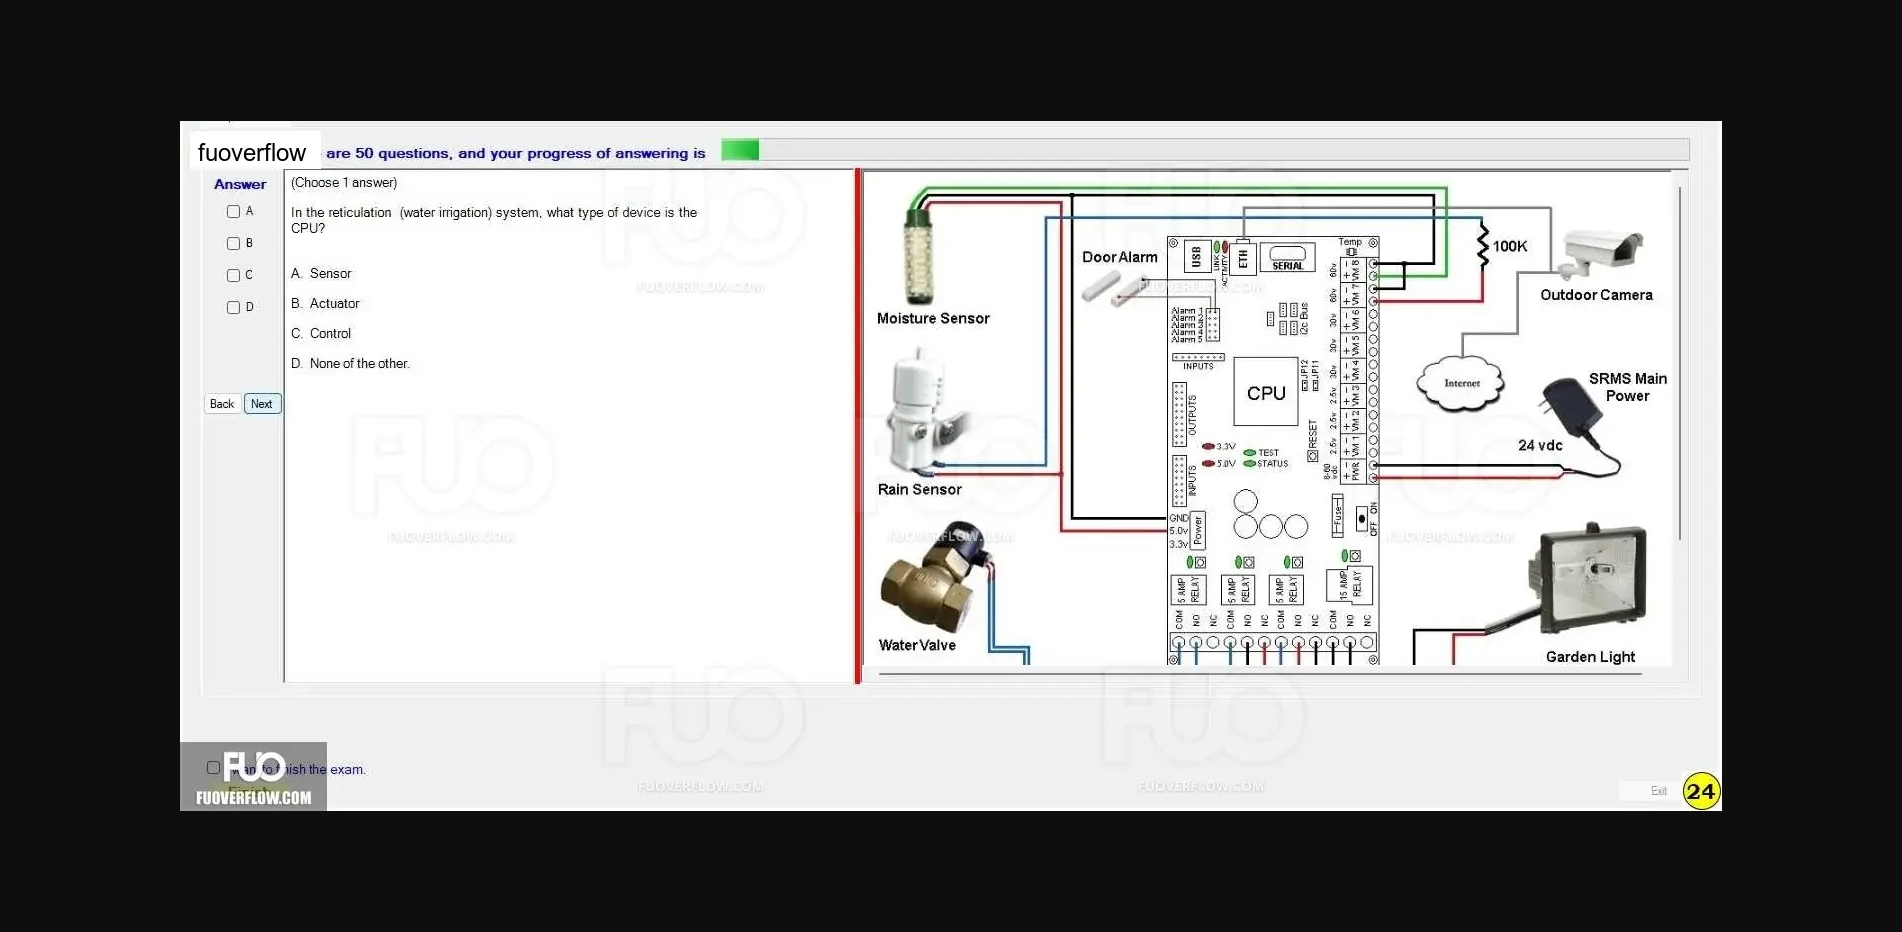 fuoverflow are 50 questions, and your progress of answering is
Answer
A
B
C
D
Back Next
(Choose 1 answer)
In the reticulation (water irrigation) system, what type of device is the
CPU?
A. Sensor
B. Actuator
C. Control
D. None of the other.
Moisture Sensor
Rain Sensor
Water Valve
Door Alarm
USB
LINK
ACTIVITY
ETH
SERIAL
Temp
Alarm 1
Alarm 2
Alarm 3
Alarm 4
Alarm 5
INPUTS
I2c Bus
CPU
JP12
JP11
OUTPUTS
INPUTS
3.3V
5.0V
TEST
STATUS
RESET
60v - + VM 8
60v - + VM 7
30v - + VM 6
30v - + VM 5
30v - + VM 4
2.5v - + VM 3
2.5v - + VM 2
2.5v - + VM 1
8-60 vdc - + PWR
GND
5.0v
3.3v
Power
Fuse
ON
OFF
5 AMP RELAY
5 AMP RELAY
5 AMP RELAY
15 AMP RELAY
COM NO NC COM NO NC COM NO NC COM NO NC
100K
Outdoor Camera
Internet
SRMS Main
Power
24 vdc
Garden Light
FUO
FUOVERFLOW.COM
finish the exam.
Exit
24